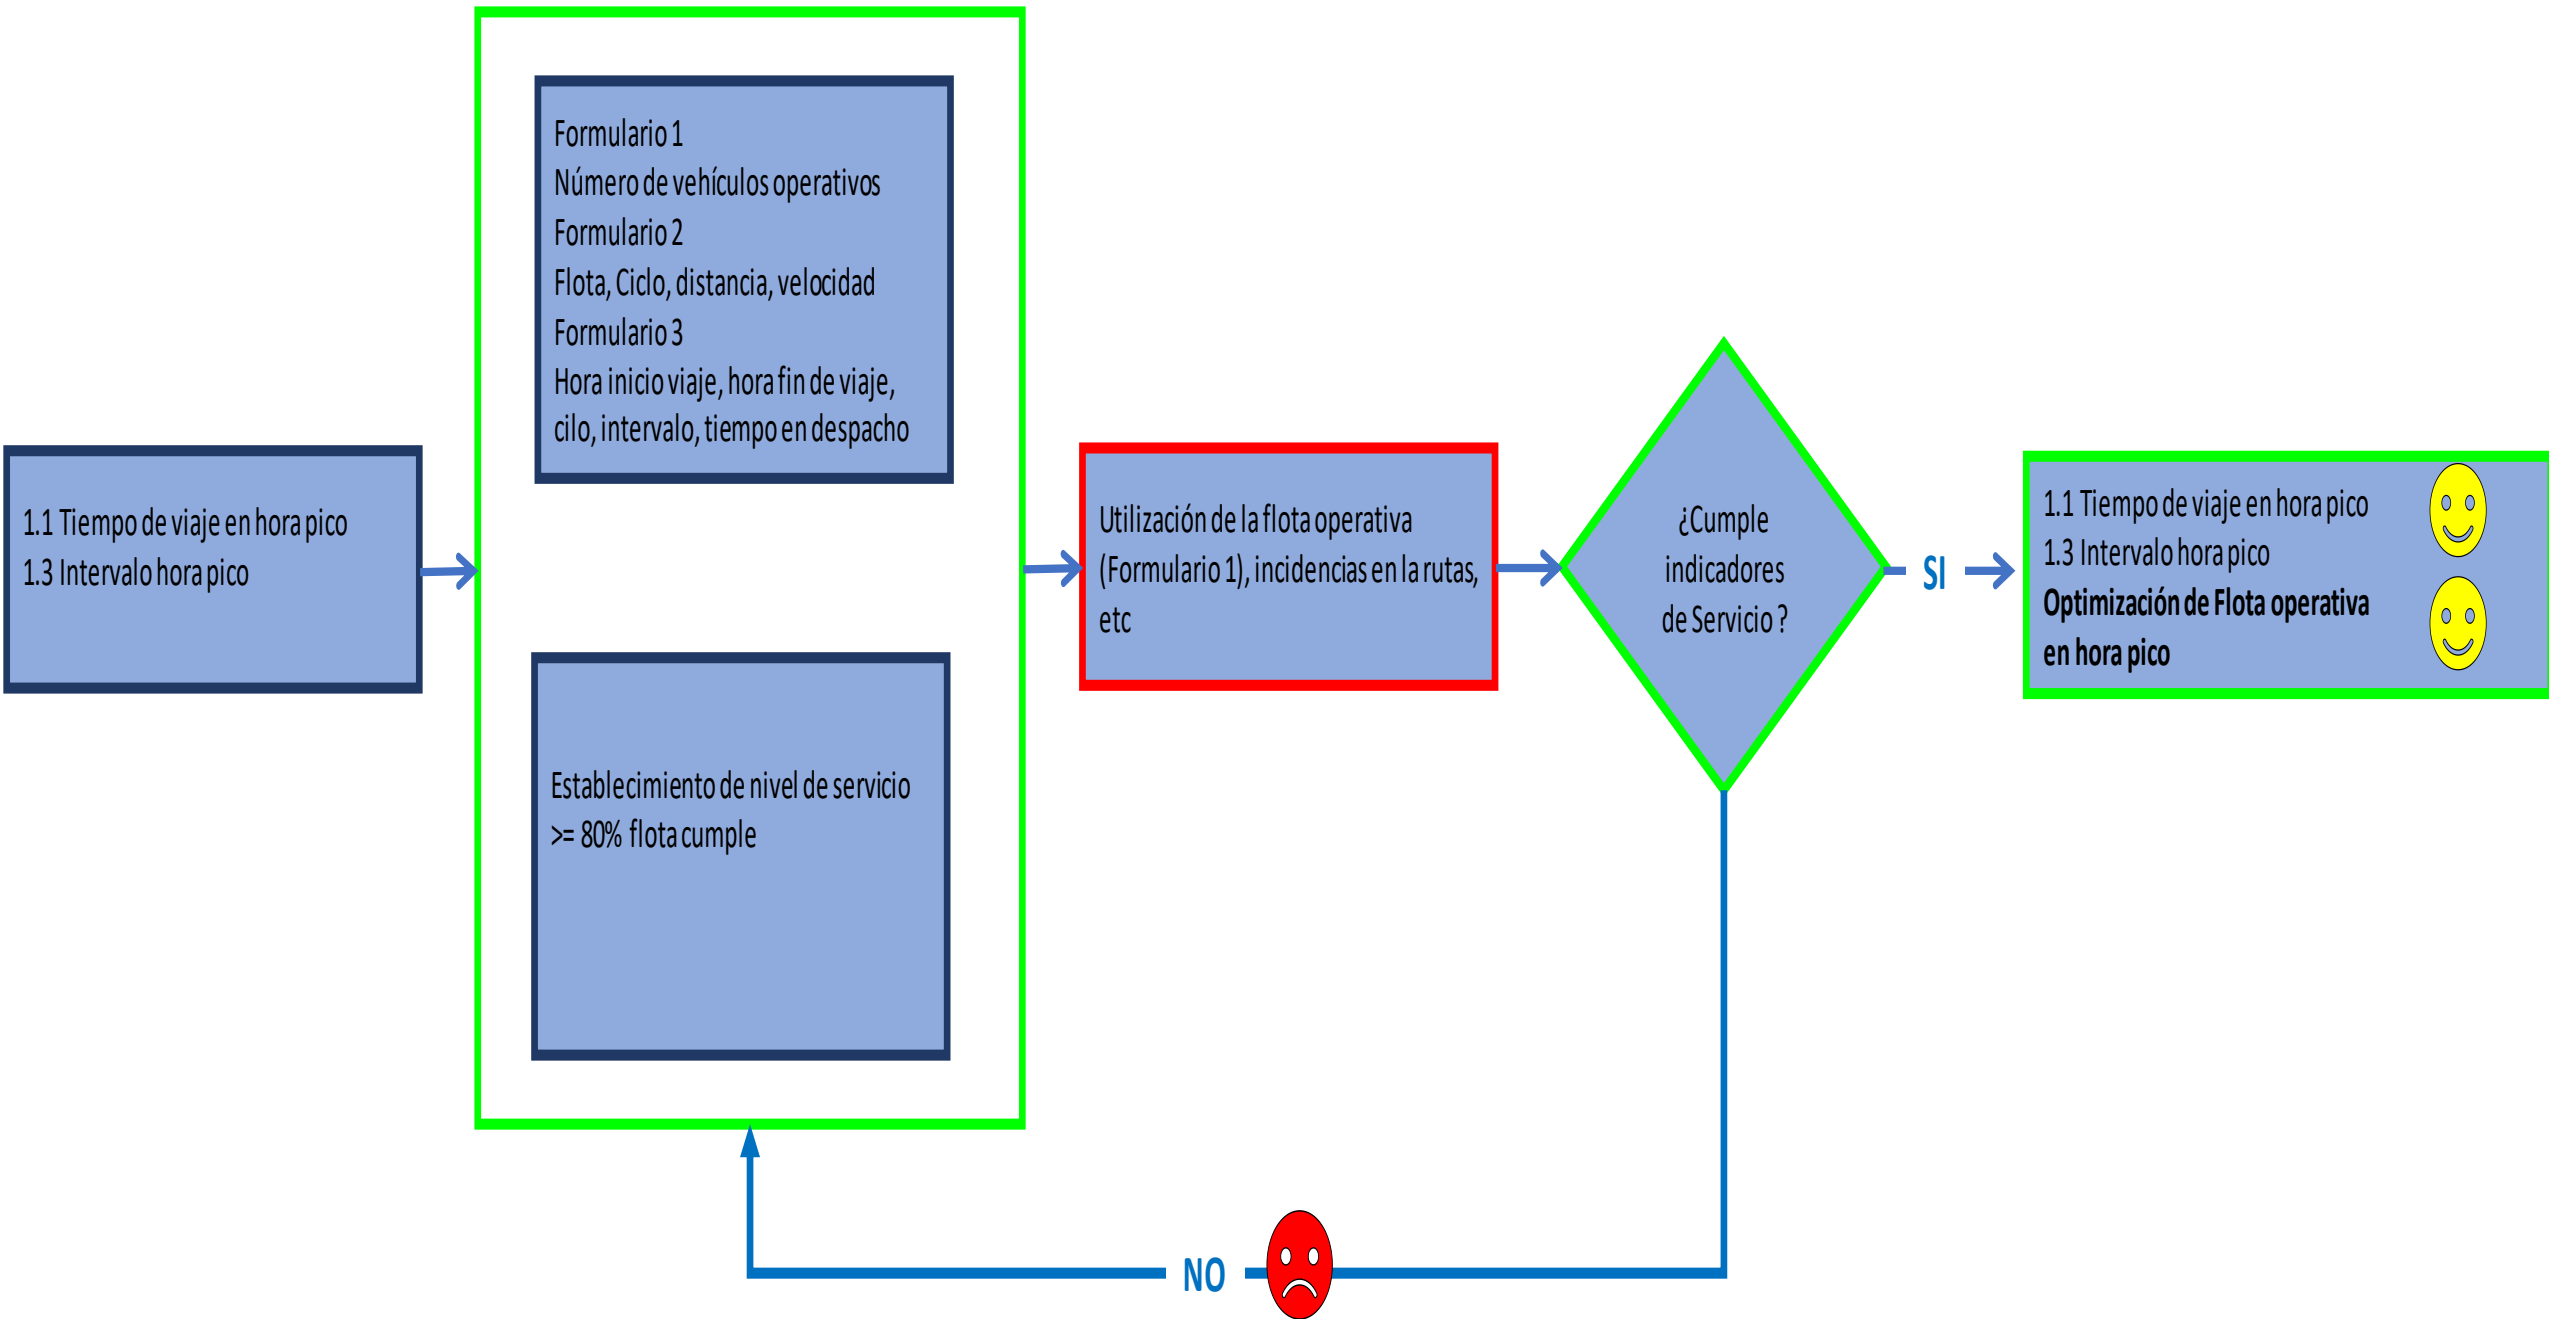 1.1 Tiempo de viaje en hora pico
1.3 Intervalo hora pico
Formulario 1
Número de vehículos operativos
Formulario 2
Flota, Ciclo, distancia, velocidad
Formulario 3
Hora inicio viaje, hora fin de viaje,
cilo, intervalo, tiempo en despacho
Establecimiento de nivel de servicio
>= 80% flota cumple
Utilización de la flota operativa
(Formulario 1), incidencias en la rutas,
etc
¿Cumple
indicadores
de Servicio ?
SI
1.1 Tiempo de viaje en hora pico
1.3 Intervalo hora pico
Optimización de Flota operativa
en hora pico
NO